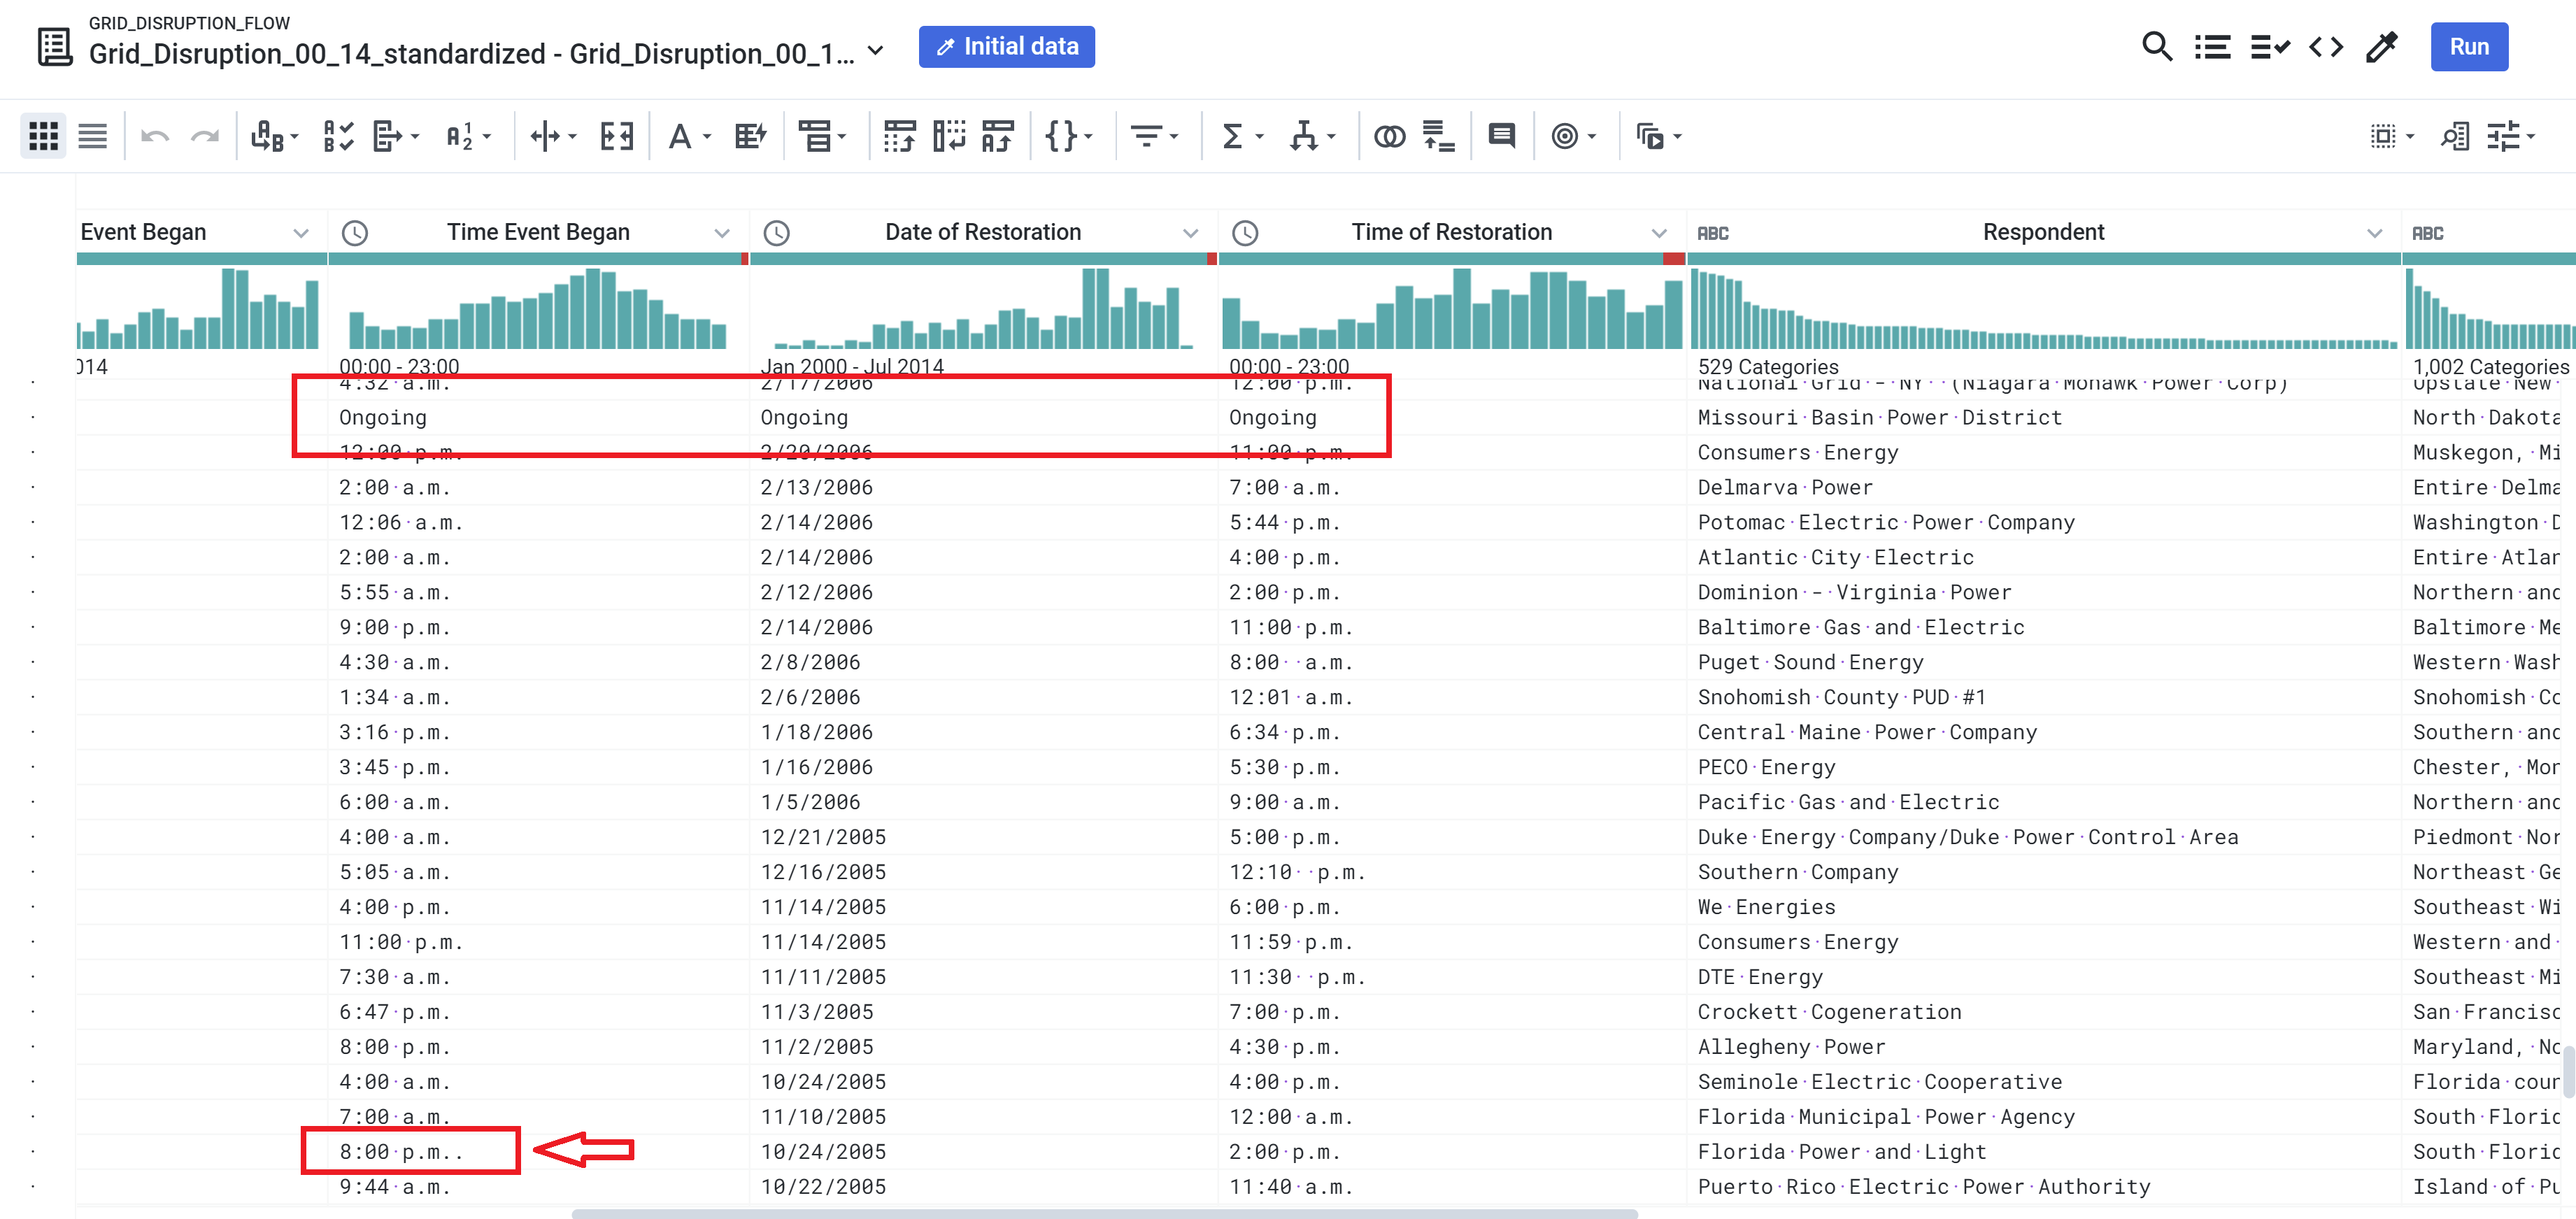 GRID_DISRUPTION_FLOW
Grid_Disruption_00_14_standardized - Grid_Disruption_00_1...
Initial data
Run
Event Began Time Event Began Date of Restoration Time of Restoration ABC Respondent ABC
014 00:00 - 23:00 Jan 2000 - Jul 2014 00:00 - 23:00 529 Categories 1,002 Categories
4:32 a.m. 2/17/2006 12:00 p.m. National Grid - NY (Niagara Mohawk Power Corp) Upstate New
Ongoing Ongoing Ongoing Missouri Basin Power District North Dakota
12:00 p.m. 2/20/2006 11:00 p.m. Consumers Energy Muskegon, Mi
2:00 a.m. 2/13/2006 7:00 a.m. Delmarva Power Entire Delma
12:06 a.m. 2/14/2006 5:44 p.m. Potomac Electric Power Company Washington D
2:00 a.m. 2/14/2006 4:00 p.m. Atlantic City Electric Entire Atlan
5:55 a.m. 2/12/2006 2:00 p.m. Dominion - Virginia Power Northern and
9:00 p.m. 2/14/2006 11:00 p.m. Baltimore Gas and Electric Baltimore Me
4:30 a.m. 2/8/2006 8:00  a.m. Puget Sound Energy Western Wash
1:34 a.m. 2/6/2006 12:01 a.m. Snohomish County PUD #1 Snohomish Co
3:16 p.m. 1/18/2006 6:34 p.m. Central Maine Power Company Southern and
3:45 p.m. 1/16/2006 5:30 p.m. PECO Energy Chester, Mon
6:00 a.m. 1/5/2006 9:00 a.m. Pacific Gas and Electric Northern and
4:00 a.m. 12/21/2005 5:00 p.m. Duke Energy Company/Duke Power Control Area Piedmont Nor
5:05 a.m. 12/16/2005 12:10  p.m. Southern Company Northeast Ge
4:00 p.m. 11/14/2005 6:00 p.m. We Energies Southeast Wi
11:00 p.m. 11/14/2005 11:59 p.m. Consumers Energy Western and
7:30 a.m. 11/11/2005 11:30  p.m. DTE Energy Southeast Mi
6:47 p.m. 11/3/2005 7:00 p.m. Crockett Cogeneration San Francisc
8:00 p.m. 11/2/2005 4:30 p.m. Allegheny Power Maryland, No
4:00 a.m. 10/24/2005 4:00 p.m. Seminole Electric Cooperative Florida coun
7:00 a.m. 11/10/2005 12:00 a.m. Florida Municipal Power Agency South Florid
8:00 p.m.. 10/24/2005 2:00 p.m. Florida Power and Light South Florid
9:44 a.m. 10/22/2005 11:40 a.m. Puerto Rico Electric Power Authority Island of Pu